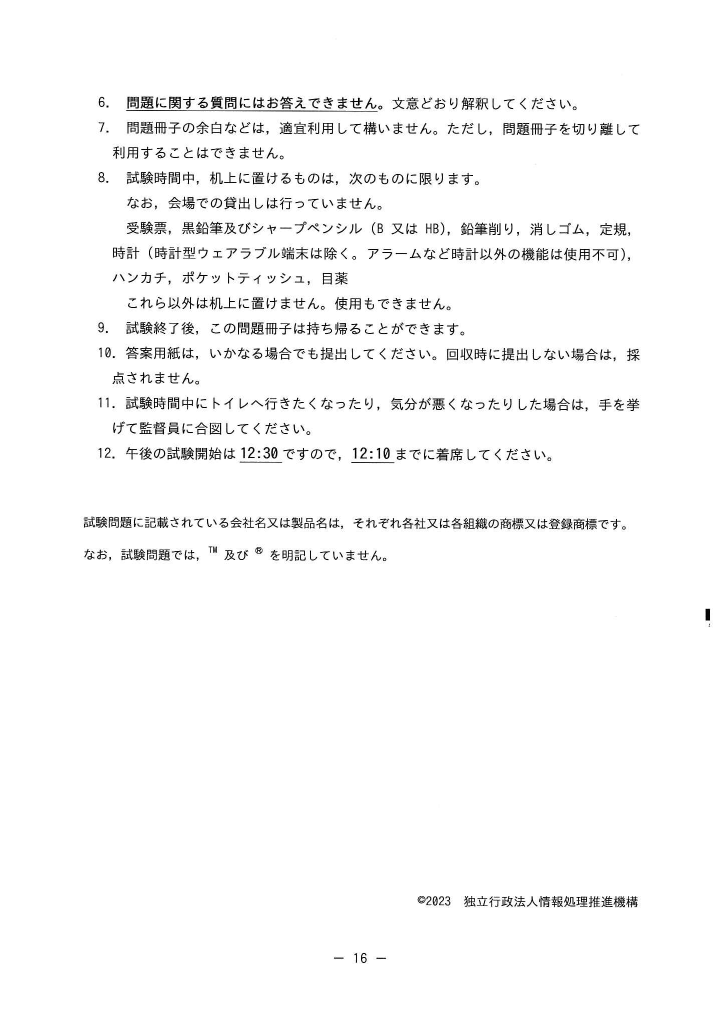 6. 問題に関する質問にはお答えできません。文意どおり解釈してください。
7. 問題冊子の余白などは，適宜利用して構いません。ただし，問題冊子を切り離して
利用することはできません。
8. 試験時間中，机上に置けるものは，次のものに限ります。
なお，会場での貸出しは行っていません。
受験票，黒鉛筆及びシャープペンシル（B 又は HB），鉛筆削り，消しゴム，定規，
時計（時計型ウェアラブル端末は除く。アラームなど時計以外の機能は使用不可），
ハンカチ，ポケットティッシュ，目薬
これら以外は机上に置けません。使用もできません。
9. 試験終了後，この問題冊子は持ち帰ることができます。
10. 答案用紙は，いかなる場合でも提出してください。回収時に提出しない場合は，採
点されません。
11. 試験時間中にトイレへ行きたくなったり，気分が悪くなったりした場合は，手を挙
げて監督員に合図してください。
12. 午後の試験開始は 12:30 ですので，12:10 までに着席してください。
試験問題に記載されている会社名又は製品名は，それぞれ各社又は各組織の商標又は登録商標です。
なお，試験問題では，™ 及び ® を明記していません。
©2023 独立行政法人情報処理推進機構
― 16 ―